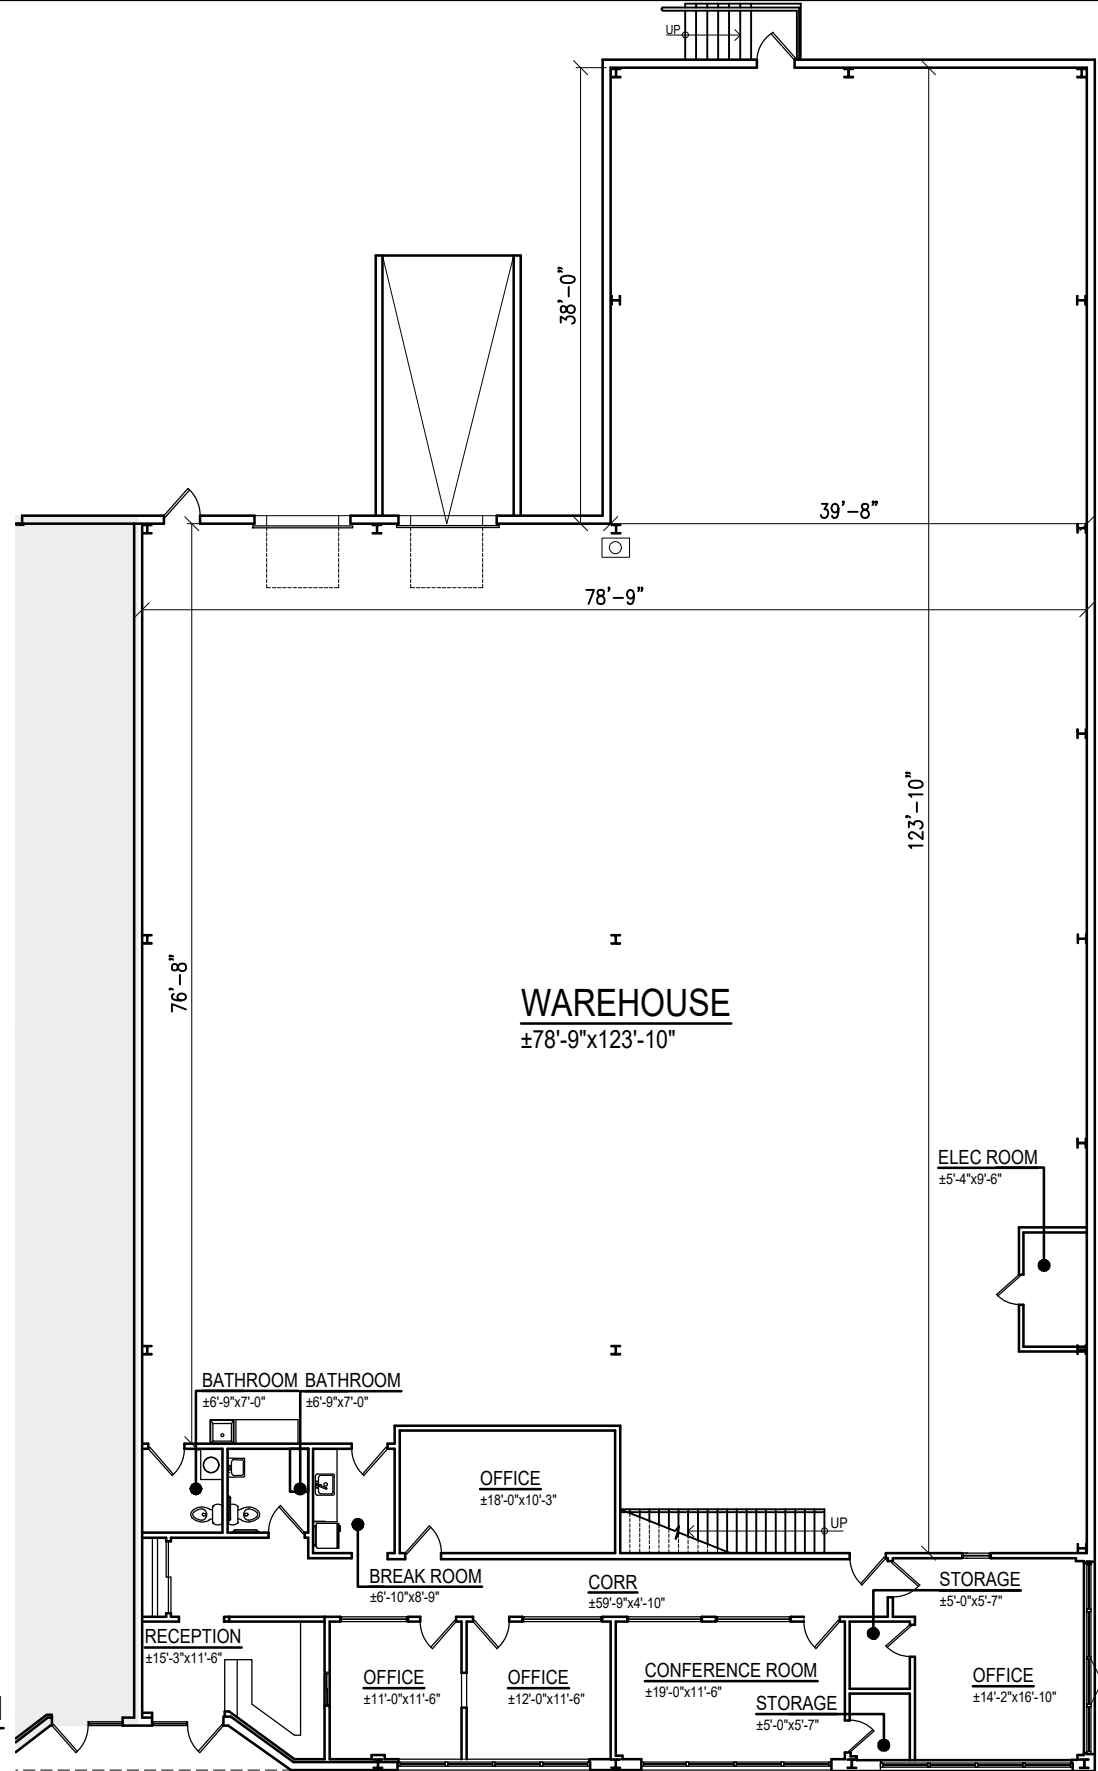 UP
38'-0"
39'-8"
78'-9"
123'-10"
76'-8"
WAREHOUSE
±78'-9"x123'-10"
ELEC ROOM
±5'-4"x9'-6"
BATHROOM
±6'-9"x7'-0"
BATHROOM
±6'-9"x7'-0"
OFFICE
±18'-0"x10'-3"
UP
BREAK ROOM
±6'-10"x8'-9"
CORR
±59'-9"x4'-10"
STORAGE
±5'-0"x5'-7"
RECEPTION
±15'-3"x11'-6"
OFFICE
±11'-0"x11'-6"
OFFICE
±12'-0"x11'-6"
CONFERENCE ROOM
±19'-0"x11'-6"
STORAGE
±5'-0"x5'-7"
OFFICE
±14'-2"x16'-10"